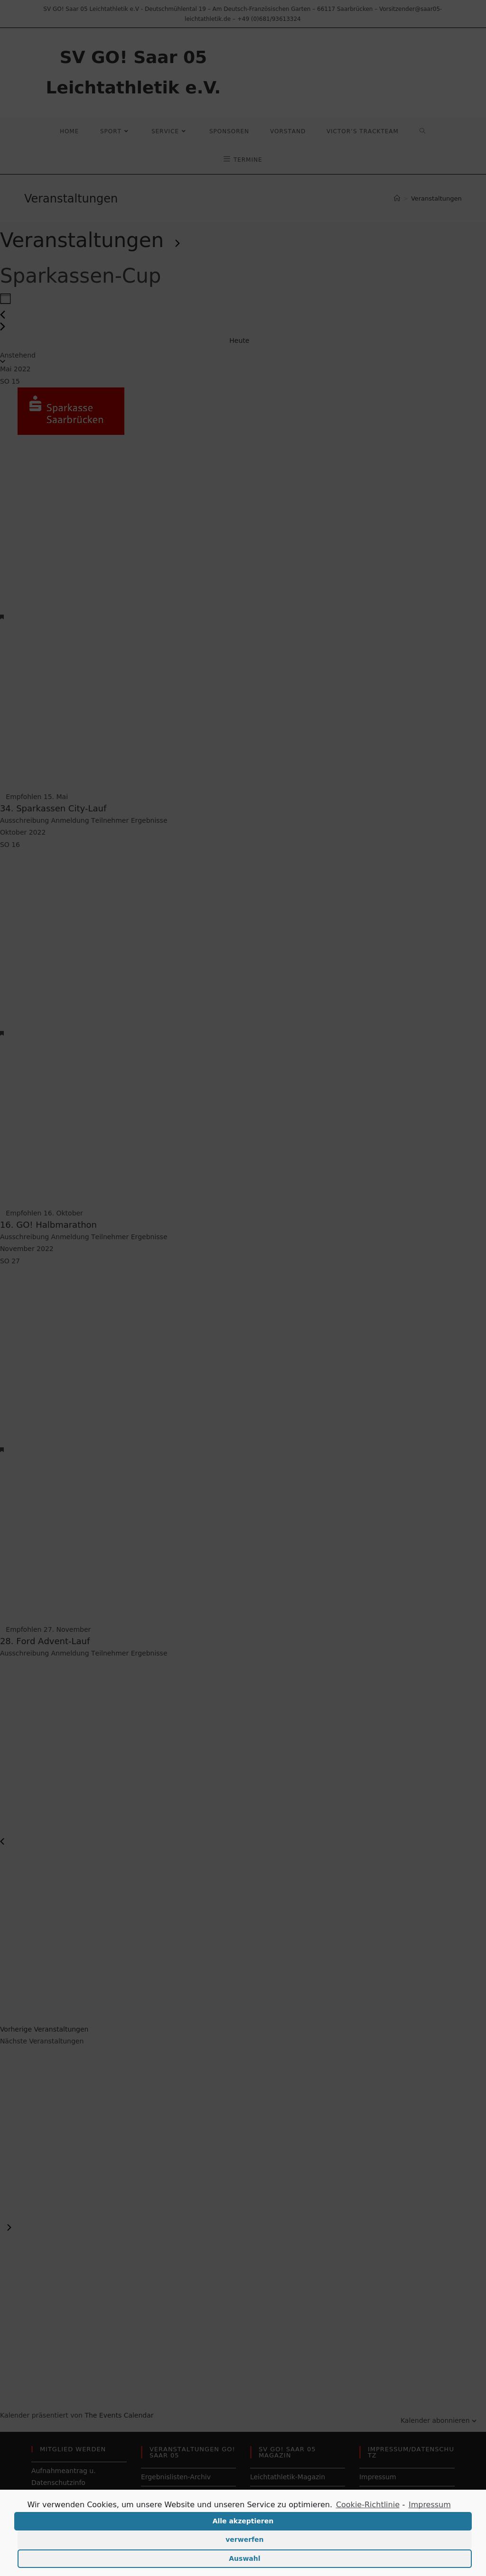 SV GO! Saar 05 Leichtathletik e.V – Deutschmühlental 19 – Am Deutsch-Französischen Garten – 66117 Saarbrücken – Vorsitzender@saar05-
leichtathletik.de – +49 (0)681/93613324
SV GO! Saar 05
Leichtathletik e.V.
HOME SPORT SERVICE SPONSOREN VORSTAND VICTOR'S TRACKTEAM
TERMINE
Veranstaltungen
Veranstaltungen
Veranstaltungen
Sparkassen-Cup
Heute
Anstehend
Mai 2022
SO 15
Sparkasse
Saarbrücken
Empfohlen 15. Mai
34. Sparkassen City-Lauf
Ausschreibung Anmeldung Teilnehmer Ergebnisse
Oktober 2022
SO 16
Empfohlen 16. Oktober
16. GO! Halbmarathon
Ausschreibung Anmeldung Teilnehmer Ergebnisse
November 2022
SO 27
Empfohlen 27. November
28. Ford Advent-Lauf
Ausschreibung Anmeldung Teilnehmer Ergebnisse
Vorherige Veranstaltungen
Nächste Veranstaltungen
Kalender präsentiert von The Events Calendar
Kalender abonnieren
MITGLIED WERDEN
Aufnahmeantrag u.
Datenschutzinfo
VERANSTALTUNGEN GO!
SAAR 05
Ergebnislisten-Archiv
SV GO! SAAR 05
MAGAZIN
Leichtathletik-Magazin
IMPRESSUM/DATENSCHU
TZ
Impressum
Wir verwenden Cookies, um unsere Website und unseren Service zu optimieren. Cookie-Richtlinie - Impressum
Alle akzeptieren
verwerfen
Auswahl